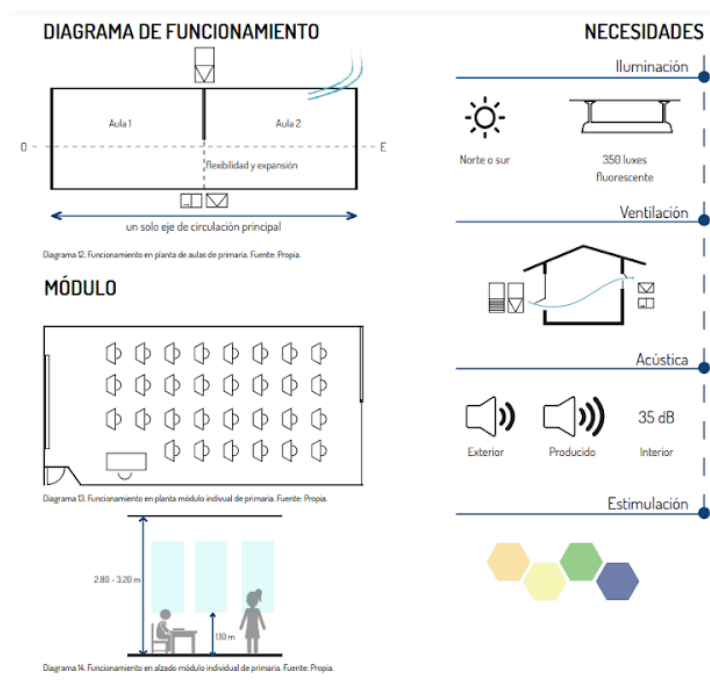 DIAGRAMA DE FUNCIONAMIENTO
Aula 1
Aula 2
O
E
flexibilidad y expansión
un solo eje de circulación principal
Diagrama 12. Funcionamiento en planta de aulas de primaria. Fuente: Propia.
MÓDULO
Diagrama 13. Funcionamiento en planta módulo indivual de primaria. Fuente: Propia.
2.80 - 3.20 m
1.10 m
Diagrama 14. Funcionamiento en alzado módulo individual de primaria. Fuente: Propia.
NECESIDADES
Iluminación
Norte o sur
350 luxes
fluorescente
Ventilación
Acústica
35 dB
Exterior
Producido
Interior
Estimulación